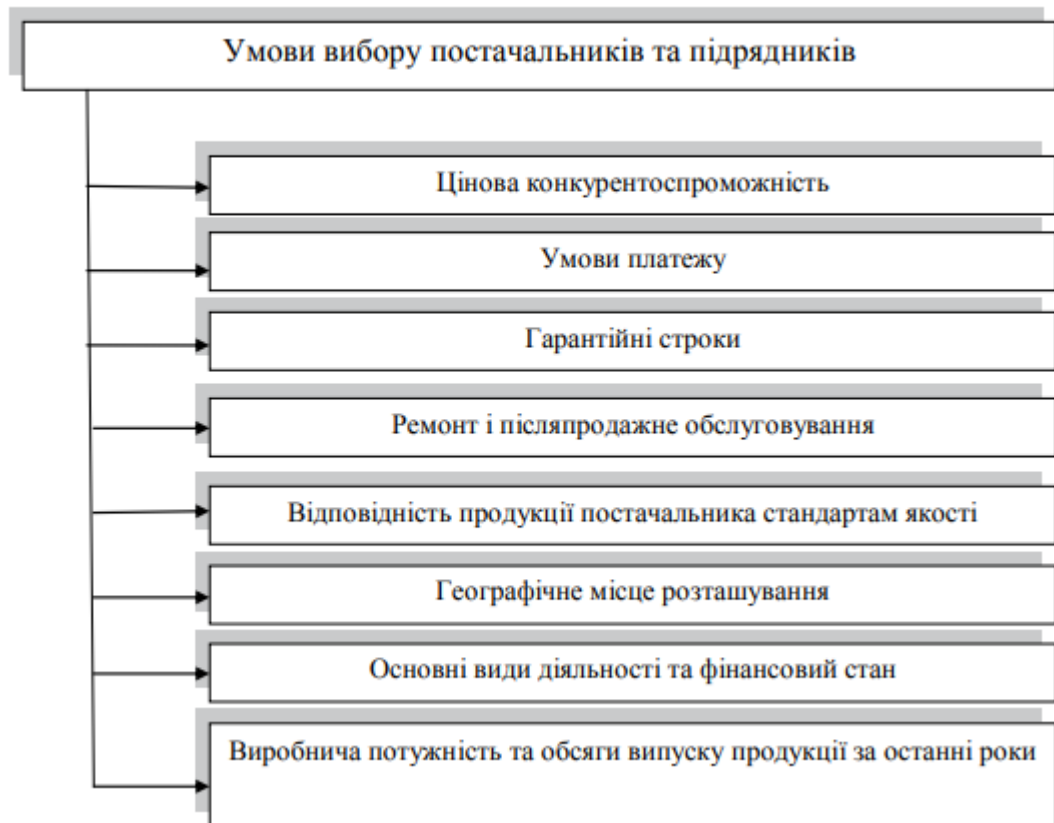 Умови вибору постачальників та підрядників
Цінова конкурентоспроможність
Умови платежу
Гарантійні строки
Ремонт і післяпродажне обслуговування
Відповідність продукції постачальника стандартам якості
Географічне місце розташування
Основні види діяльності та фінансовий стан
Виробнича потужність та обсяги випуску продукції за останні роки